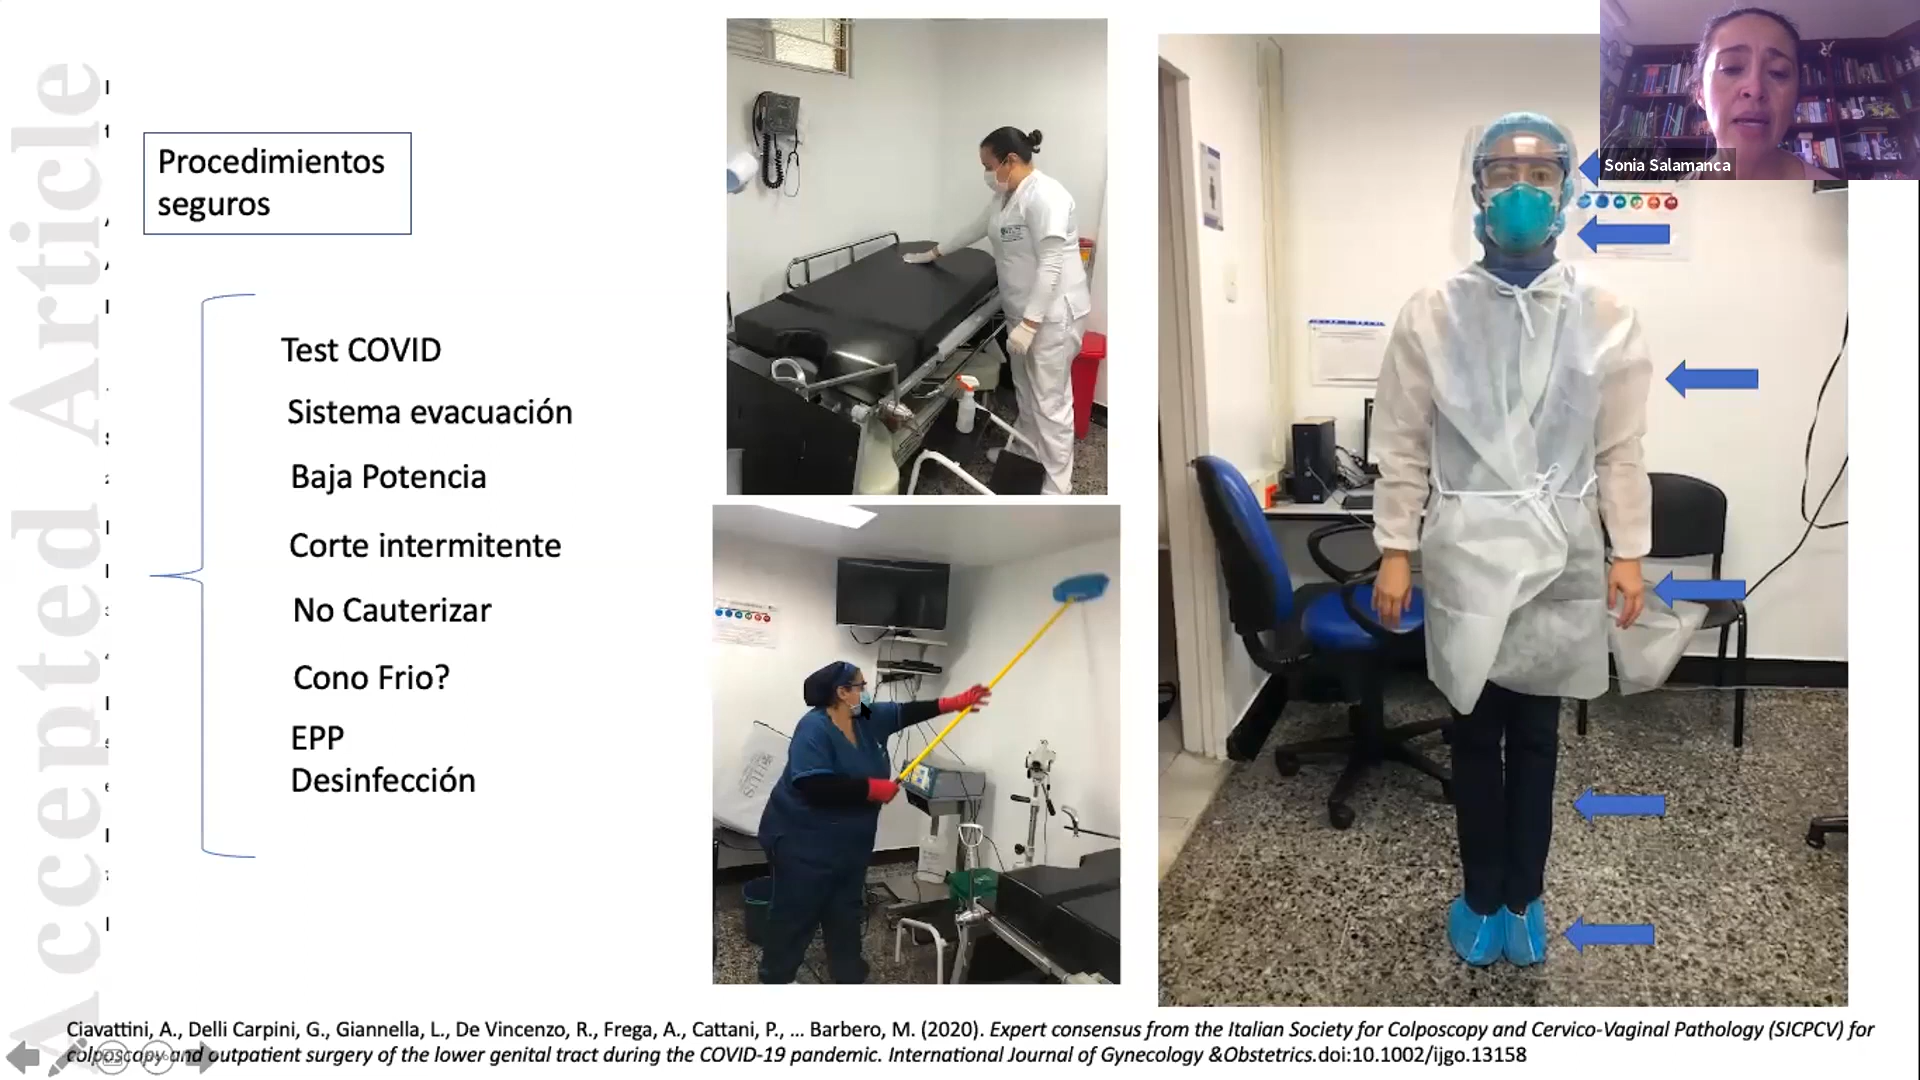 Accepted Article
Procedimientos
seguros
Test COVID
Sistema evacuación
Baja Potencia
Corte intermitente
No Cauterizar
Cono Frio?
EPP
Desinfección
Sonia Salamanca
Ciavattini, A., Delli Carpini, G., Giannella, L., De Vincenzo, R., Frega, A., Cattani, P., ... Barbero, M. (2020). Expert consensus from the Italian Society for Colposcopy and Cervico-Vaginal Pathology (SICPCV) for
colposcopy and outpatient surgery of the lower genital tract during the COVID-19 pandemic. International Journal of Gynecology &Obstetrics.doi:10.1002/ijgo.13158